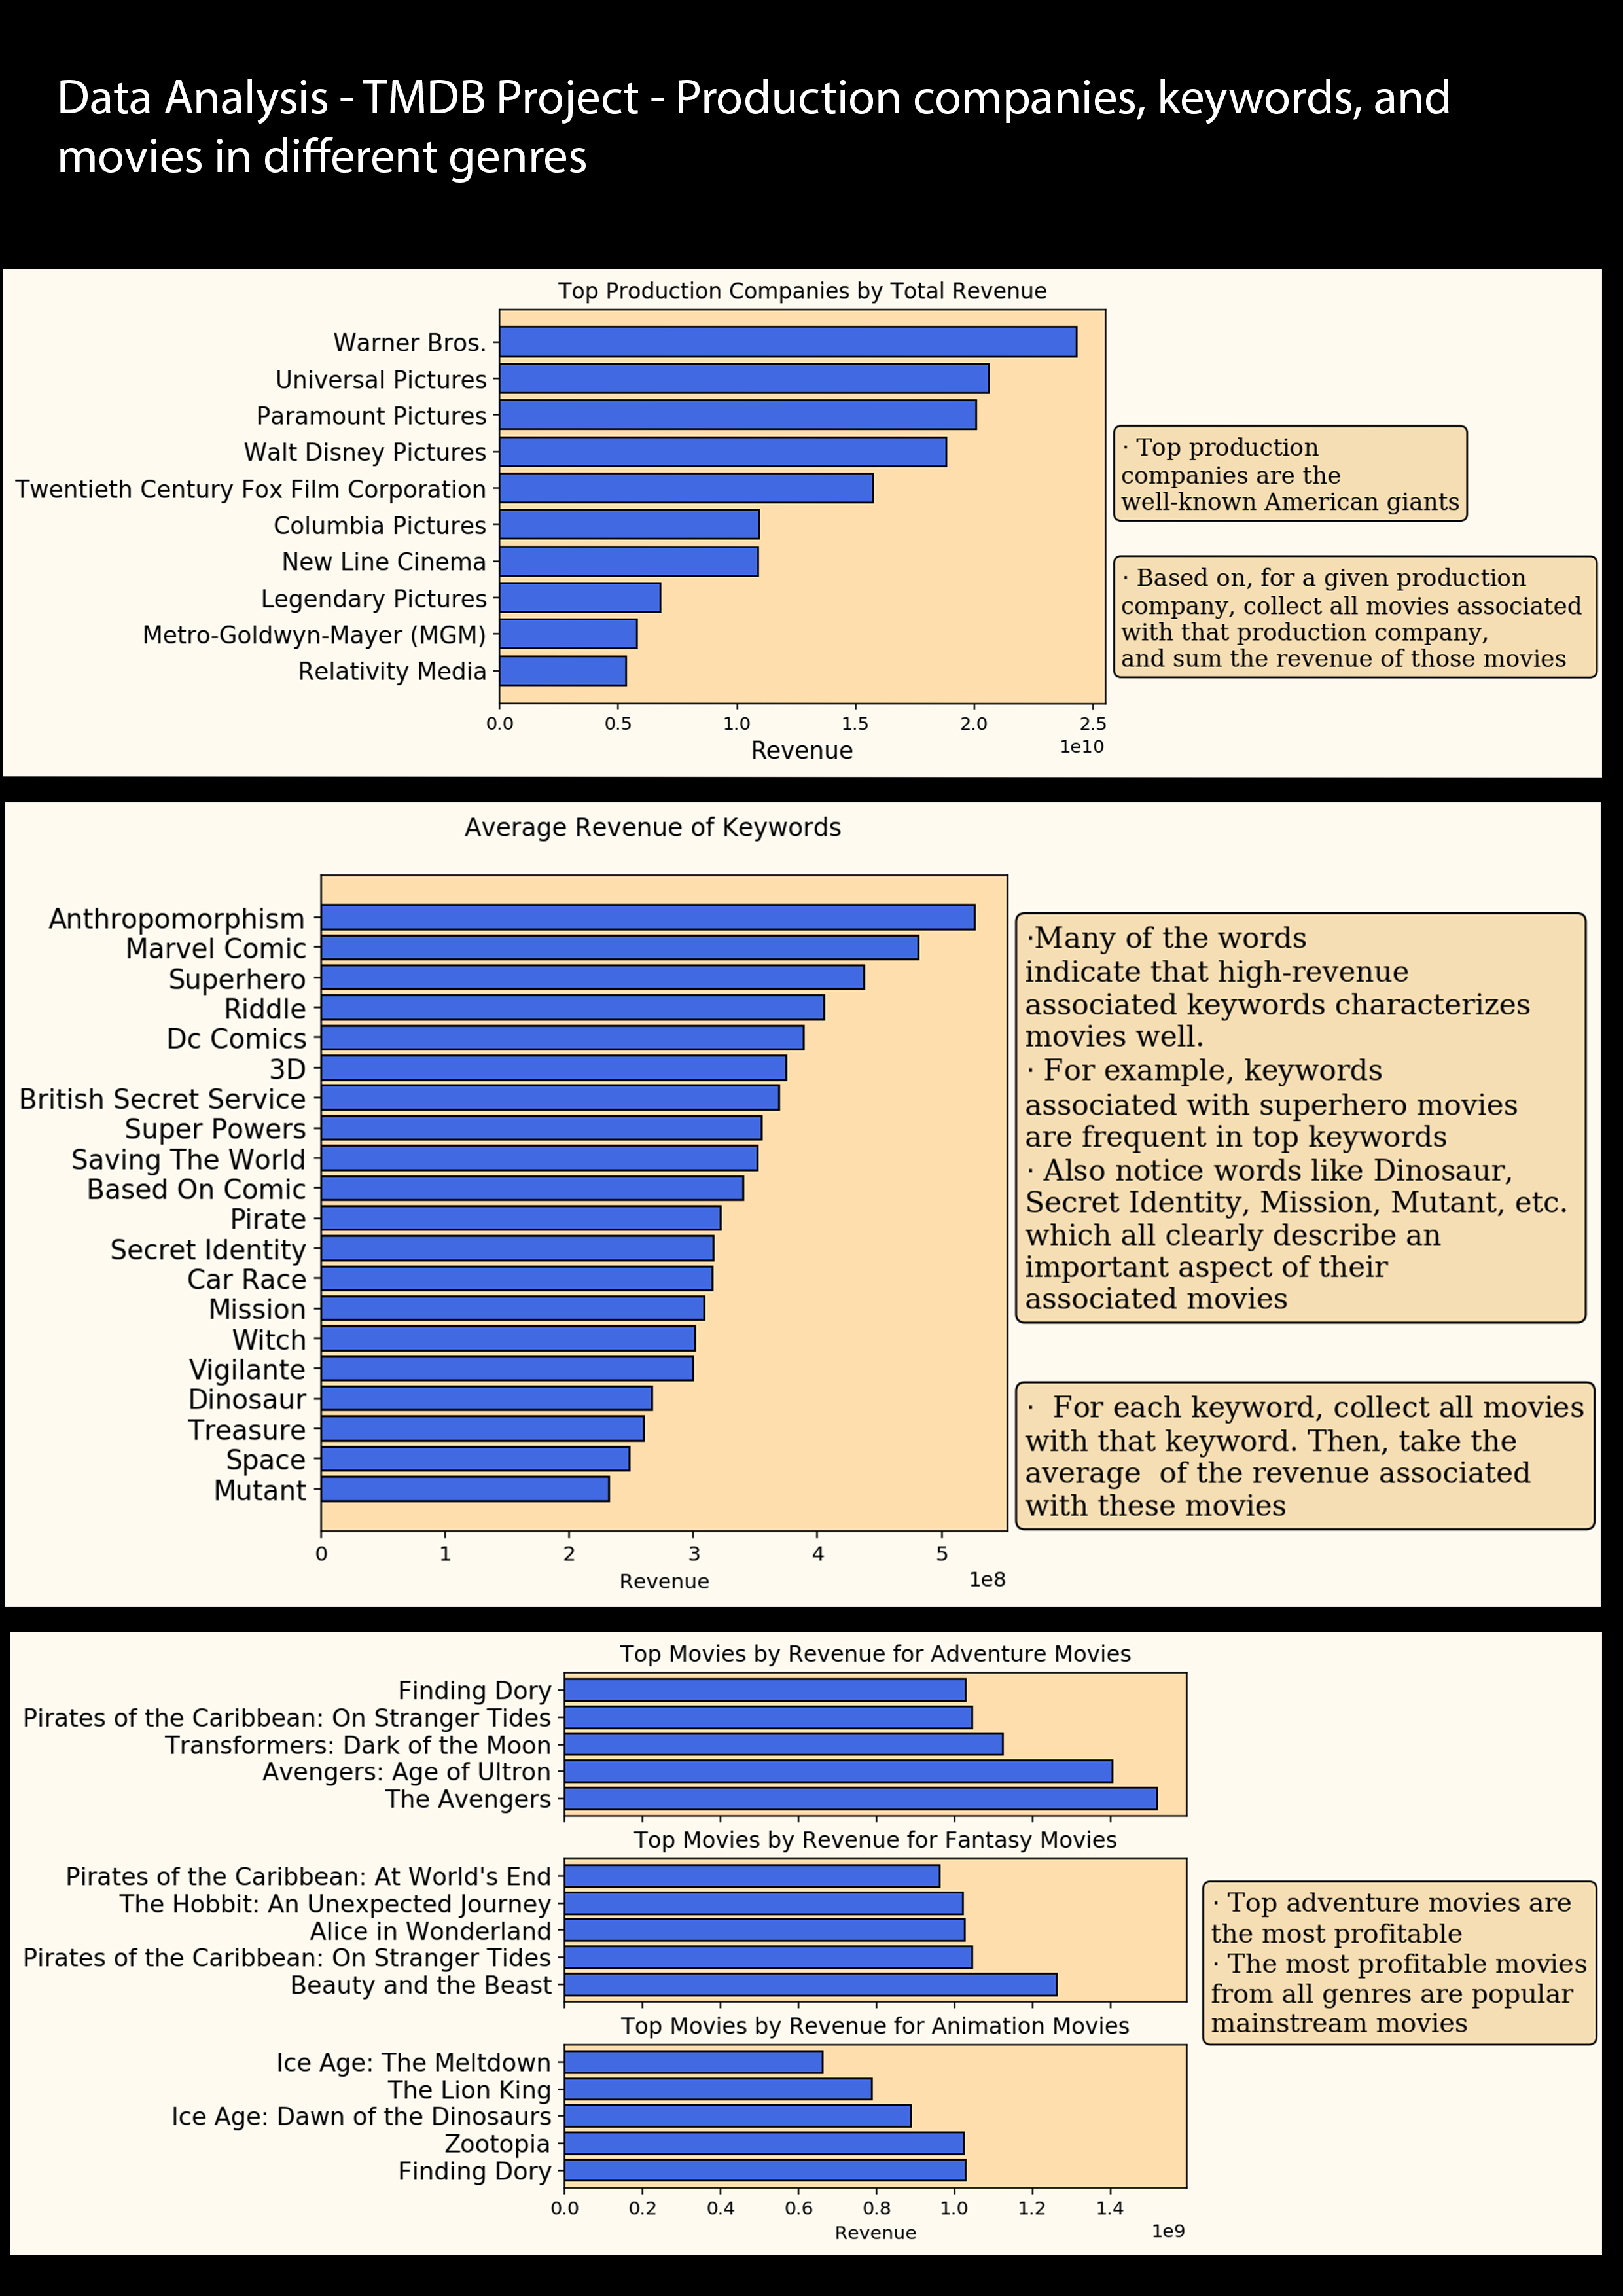 Data Analysis - TMDB Project - Production companies, keywords, and
movies in different genres
Top Production Companies by Total Revenue
Warner Bros.
Universal Pictures
Paramount Pictures
Walt Disney Pictures
Twentieth Century Fox Film Corporation
Columbia Pictures
New Line Cinema
Legendary Pictures
Metro-Goldwyn-Mayer (MGM)
Relativity Media
0.0 0.5 1.0 1.5 2.0 2.5
1e10
Revenue
· Top production
companies are the
well-known American giants
· Based on, for a given production
company, collect all movies associated
with that production company,
and sum the revenue of those movies
Average Revenue of Keywords
Anthropomorphism
Marvel Comic
Superhero
Riddle
Dc Comics
3D
British Secret Service
Super Powers
Saving The World
Based On Comic
Pirate
Secret Identity
Car Race
Mission
Witch
Vigilante
Dinosaur
Treasure
Space
Mutant
0 1 2 3 4 5
1e8
Revenue
·Many of the words
indicate that high-revenue
associated keywords characterizes
movies well.
· For example, keywords
associated with superhero movies
are frequent in top keywords
· Also notice words like Dinosaur,
Secret Identity, Mission, Mutant, etc.
which all clearly describe an
important aspect of their
associated movies
· For each keyword, collect all movies
with that keyword. Then, take the
average of the revenue associated
with these movies
Top Movies by Revenue for Adventure Movies
Finding Dory
Pirates of the Caribbean: On Stranger Tides
Transformers: Dark of the Moon
Avengers: Age of Ultron
The Avengers
Top Movies by Revenue for Fantasy Movies
Pirates of the Caribbean: At World's End
The Hobbit: An Unexpected Journey
Alice in Wonderland
Pirates of the Caribbean: On Stranger Tides
Beauty and the Beast
Top Movies by Revenue for Animation Movies
Ice Age: The Meltdown
The Lion King
Ice Age: Dawn of the Dinosaurs
Zootopia
Finding Dory
0.0 0.2 0.4 0.6 0.8 1.0 1.2 1.4
1e9
Revenue
· Top adventure movies are
the most profitable
· The most profitable movies
from all genres are popular
mainstream movies